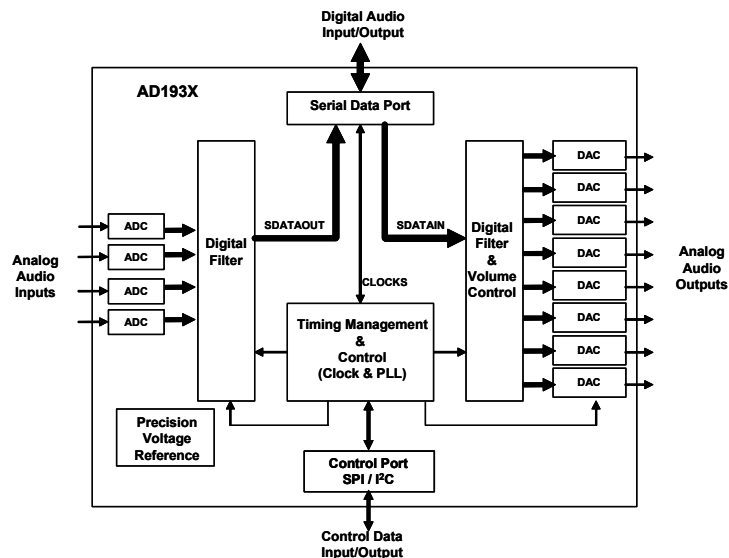 Digital Audio
Input/Output
AD193X
Serial Data Port
DAC
DAC
DAC
DAC
DAC
DAC
DAC
DAC
SDATAOUT
SDATAIN
ADC
ADC
ADC
ADC
Digital
Filter
Digital
Filter
&
Volume
Control
Analog
Audio
Inputs
Analog
Audio
Outputs
CLOCKS
Timing Management
&
Control
(Clock & PLL)
Precision
Voltage
Reference
Control Port
SPI / I²C
Control Data
Input/Output